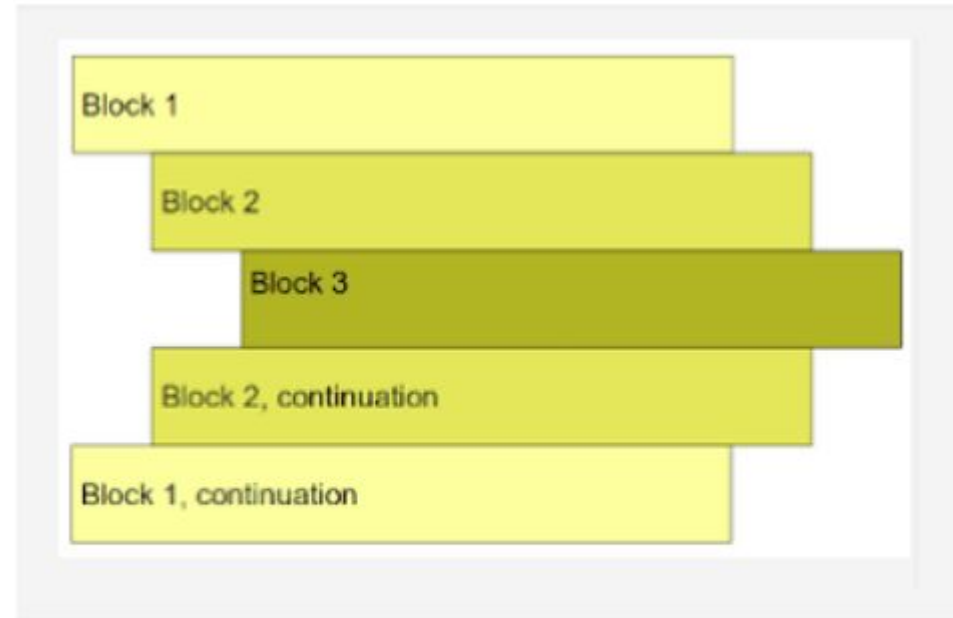 Block 1
Block 2
Block 3
Block 2, continuation
Block 1, continuation